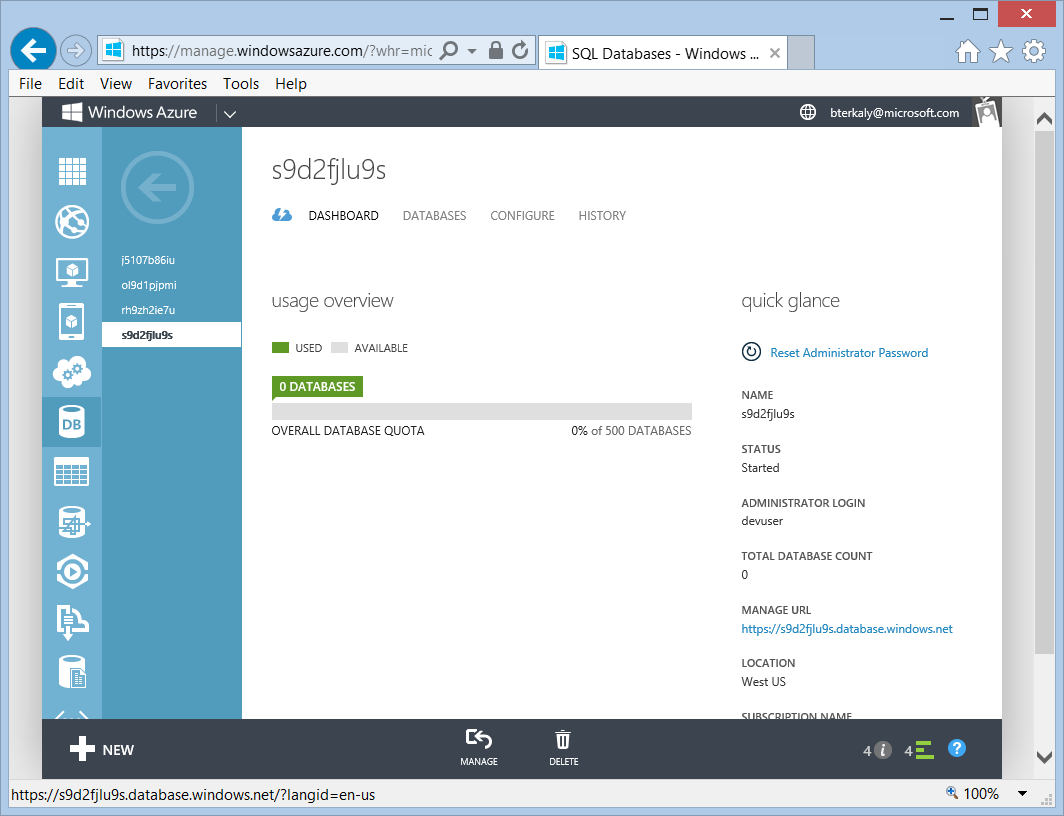 https://manage.windowsazure.com/?whr=mic
SQL Databases - Windows ...
File Edit View Favorites Tools Help
Windows Azure
bterkaly@microsoft.com
j5107b86iu
ol9d1pjpmi
rh9zh2ie7u
s9d2fjlu9s
s9d2fjlu9s
DASHBOARD DATABASES CONFIGURE HISTORY
usage overview
USED AVAILABLE
0 DATABASES
OVERALL DATABASE QUOTA 0% of 500 DATABASES
quick glance
Reset Administrator Password
NAME
s9d2fjlu9s
STATUS
Started
ADMINISTRATOR LOGIN
devuser
TOTAL DATABASE COUNT
0
MANAGE URL
https://s9d2fjlu9s.database.windows.net
LOCATION
West US
SUBSCRIPTION NAME
DB
NEW
MANAGE
DELETE
4 i 4 ?
https://s9d2fjlu9s.database.windows.net/?langid=en-us
100%